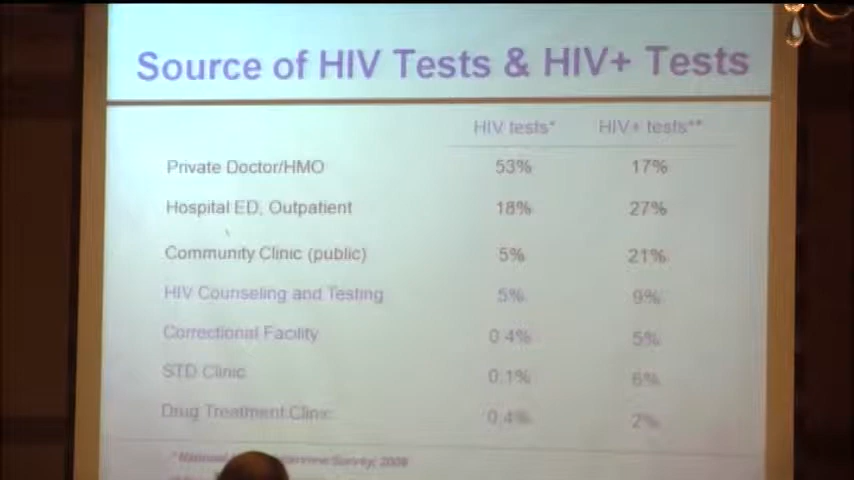 Source of HIV Tests & HIV+ Tests
HIV tests* HIV+ tests**
Private Doctor/HMO 53% 17%
Hospital ED, Outpatient 18% 27%
Community Clinic (public) 5% 21%
HIV Counseling and Testing 5% 9%
Correctional Facility 0.4% 5%
STD Clinic 0.1% 6%
Drug Treatment Clinic 0.4% 2%
* National Survey, 2006